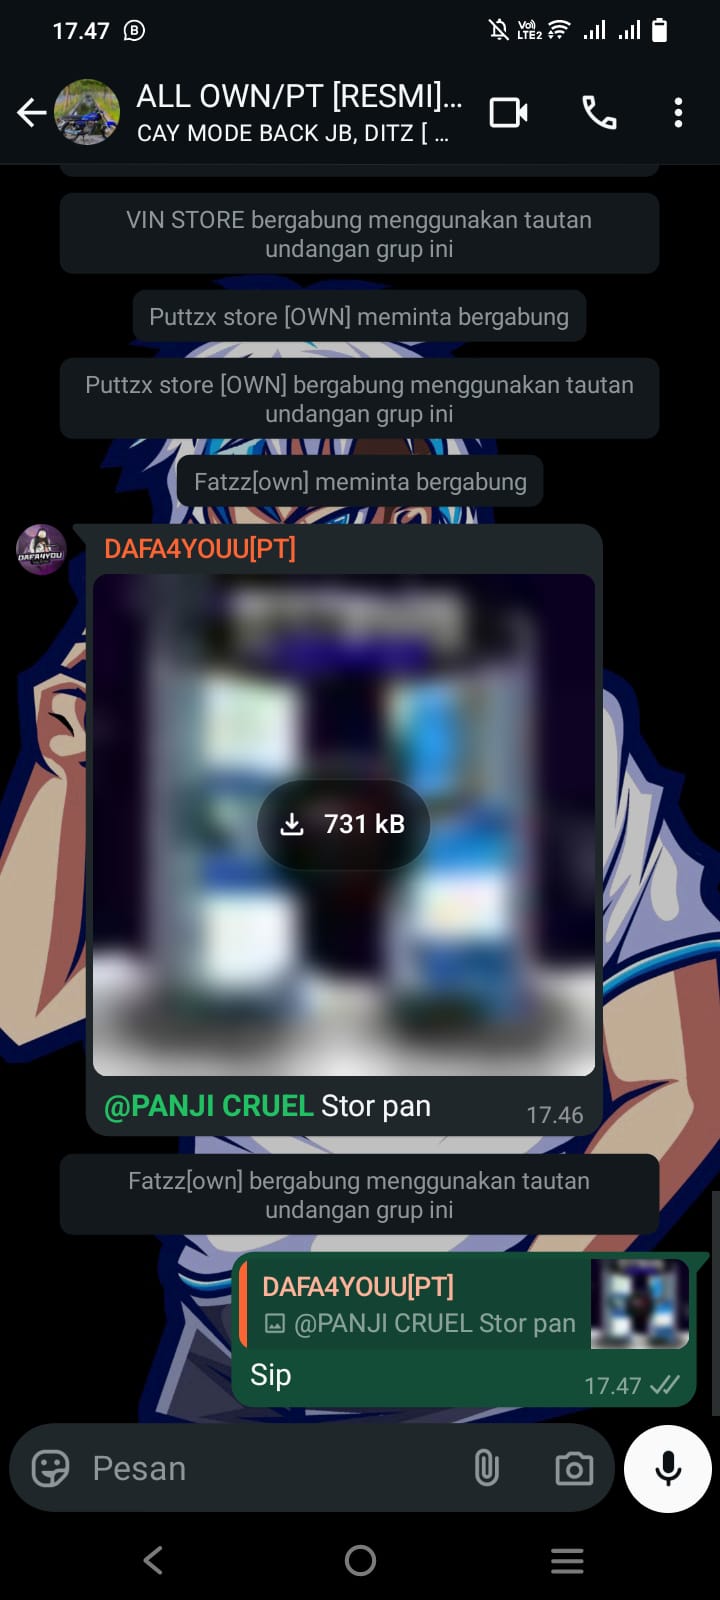 17.47
VoI)
LTE2
ALL OWN/PT [RESMI]...
CAY MODE BACK JB, DITZ [ ...
VIN STORE bergabung menggunakan tautan
undangan grup ini
Puttzx store [OWN] meminta bergabung
Puttzx store [OWN] bergabung menggunakan tautan
undangan grup ini
Fatzz[own] meminta bergabung
DAFA4YOUU[PT]
DAFA4YOU
731 kB
@PANJI CRUEL Stor pan
17.46
Fatzz[own] bergabung menggunakan tautan
undangan grup ini
DAFA4YOUU[PT]
@PANJI CRUEL Stor pan
Sip
17.47
Pesan